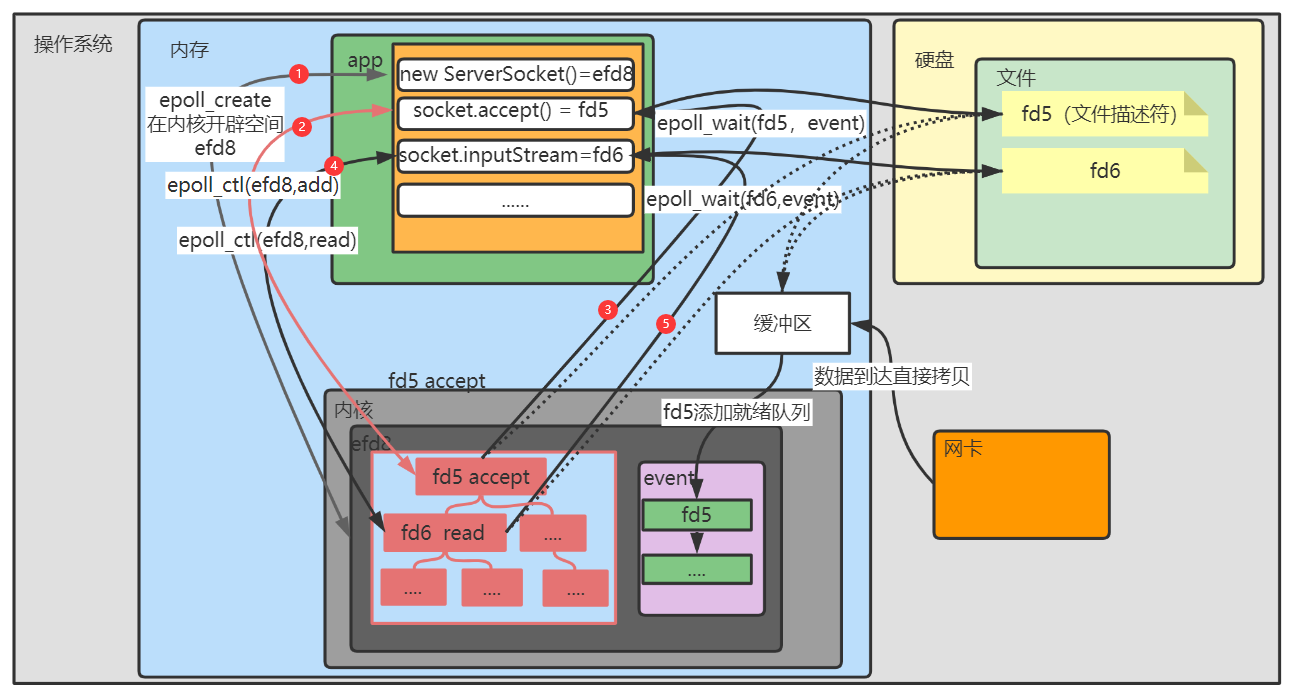 操作系统
内存
app
new ServerSocket()=efd8
socket.accept() = fd5
socket.inputStream=fd6
......
1
epoll_create
在内核开辟空间
efd8
2
epoll_ctl(efd8,add)
4
epoll_ctl(efd8,read)
epoll_wait(fd5，event)
epoll_wait(fd6,event)
3
5
硬盘
文件
fd5（文件描述符）
fd6
缓冲区
数据到达直接拷贝
fd5添加就绪队列
网卡
fd5 accept
内核
efd8
fd5 accept
fd6 read
....
....
....
....
event
fd5
....